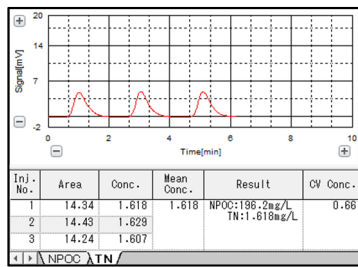 20
14
7
-2
Signal[mV]
0 2 4 6 8 10
Time[min]
Inj. No. Area Conc. Mean Conc. Result CV Conc.
1 14.34 1.618 1.618 NPOC:196.2mg/L 0.66
TN:1.618mg/L
2 14.43 1.629
3 14.24 1.607
NPOC TN